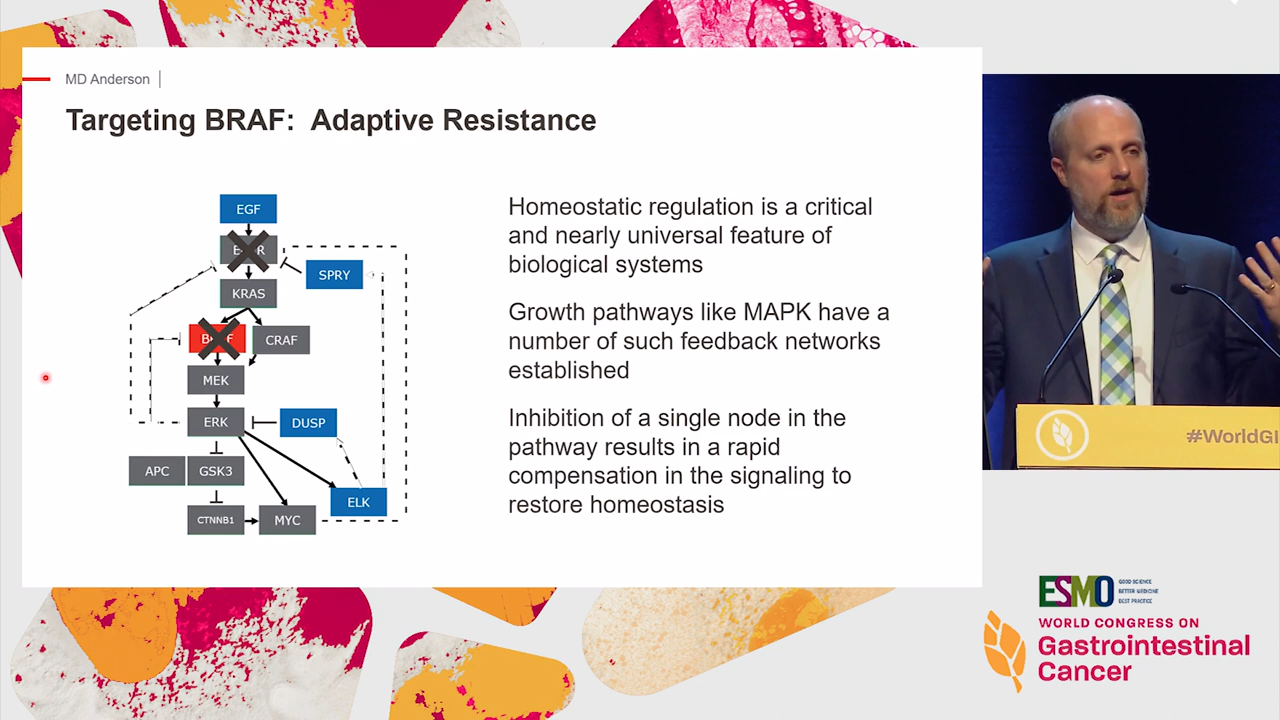 MD Anderson
Targeting BRAF:  Adaptive Resistance
EGF
SPRY
KRAS
CRAF
MEK
ERK
DUSP
APC
GSK3
ELK
CTNNB1
MYC
Homeostatic regulation is a critical
and nearly universal feature of
biological systems
Growth pathways like MAPK have a
number of such feedback networks
established
Inhibition of a single node in the
pathway results in a rapid
compensation in the signaling to
restore homeostasis
#WorldGI
ESMO
GOOD SCIENCE
BETTER MEDICINE
BEST PRACTICE
WORLD CONGRESS ON
Gastrointestinal
Cancer